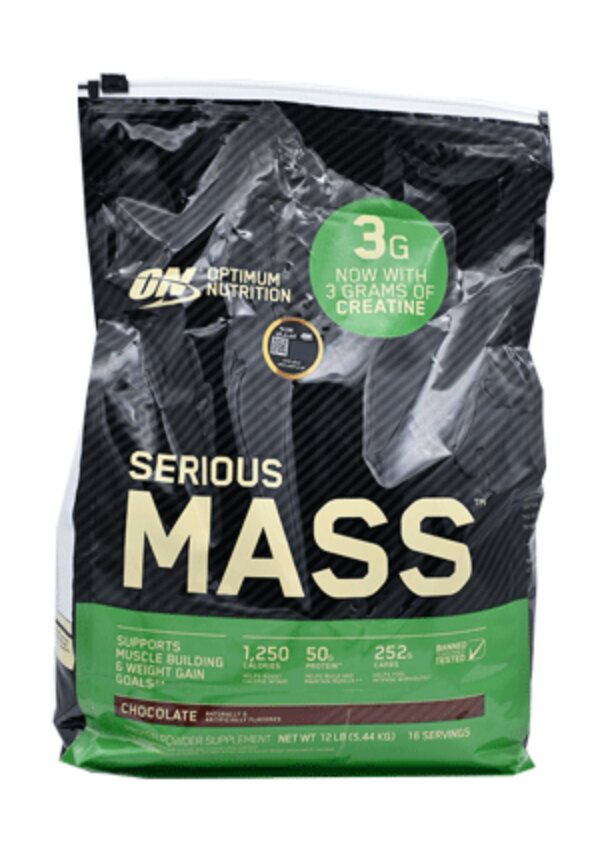 3G
NOW WITH
3 GRAMS OF
CREATINE
ON OPTIMUM
NUTRITION
SERIOUS
MASS™
SUPPORTS
MUSCLE BUILDING
& WEIGHT GAIN
GOALS
1,250
CALORIES
50G
PROTEIN
252G
CARBS
BANNED
TESTED
CHOCOLATE NATURALLY &
ARTIFICIALLY FLAVORED
POWDER SUPPLEMENT NET WT 12 LB (5.44 KG) 16 SERVINGS